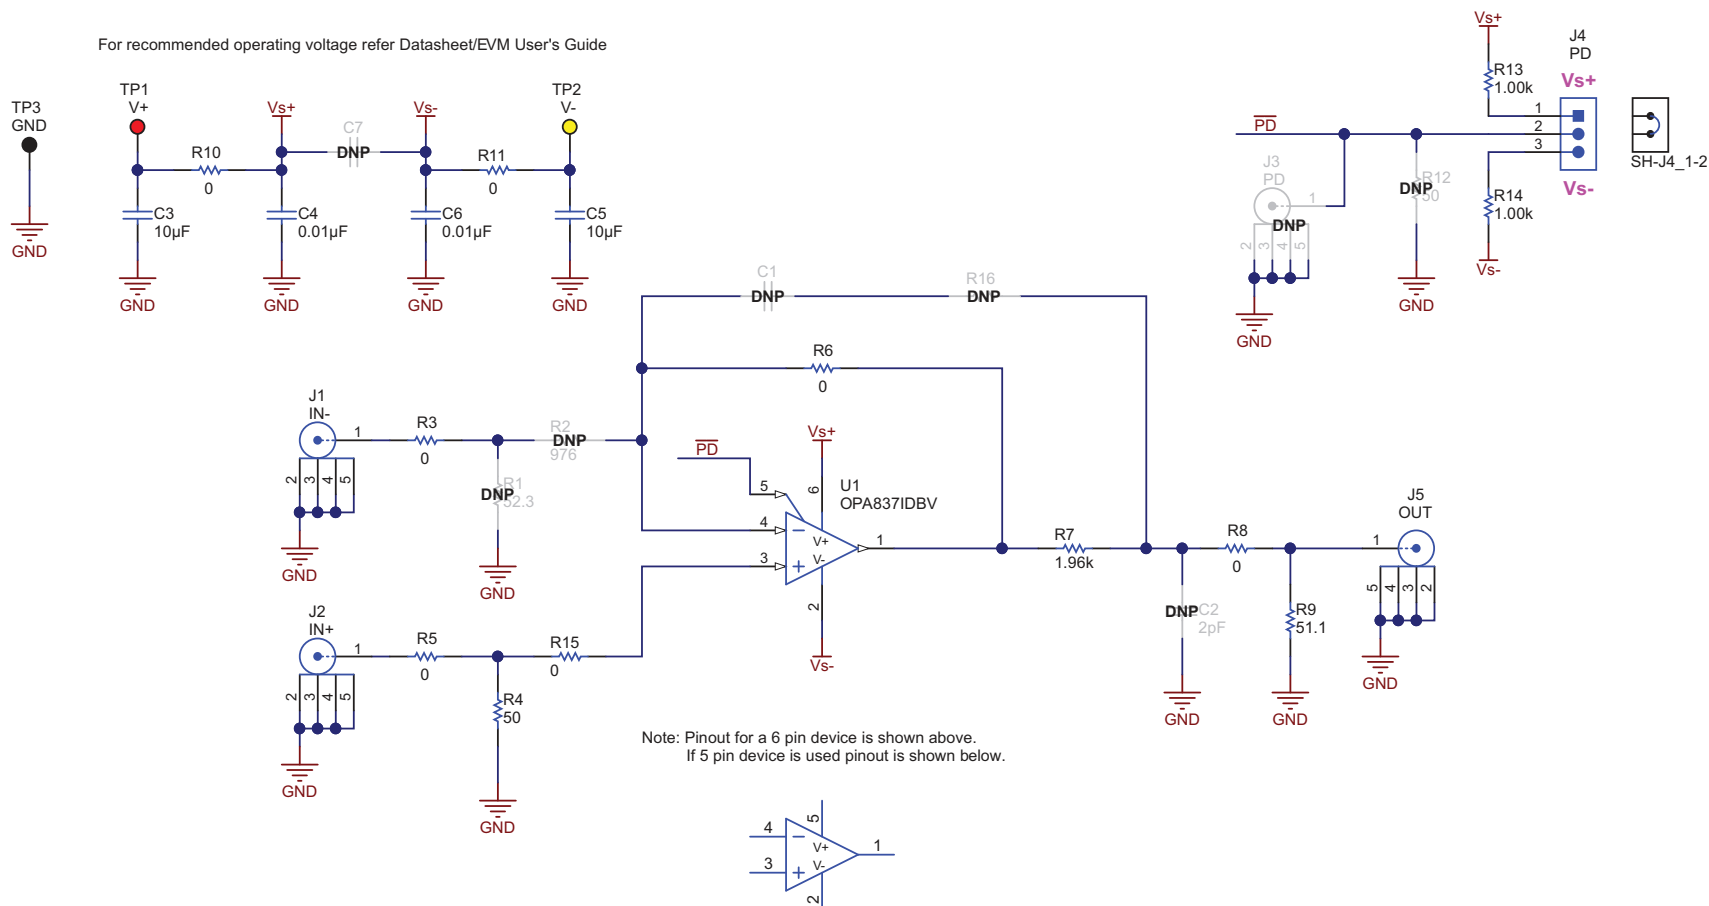 For recommended operating voltage refer Datasheet/EVM User's Guide
TP3
GND
GND
TP1
V+
R10
0
C3
10µF
GND
Vs+
C4
0.01µF
GND
C7
DNP
Vs-
C6
0.01µF
GND
R11
0
TP2
V-
C5
10µF
GND
Vs+
R13
1.00k
J4
PD
Vs+
1
2
3
Vs-
SH-J4_1-2
PD
J3
PD
1
DNP
2
3
4
5
GND
R12
DNP
50
GND
R14
1.00k
Vs-
C1
DNP
R16
DNP
R6
0
J1
IN-
1
2
3
4
5
GND
R3
0
R2
DNP
976
R1
DNP
52.3
GND
PD
Vs+
5
6
U1
OPA837IDBV
4
V+
3
V-
1
2
Vs-
R7
1.96k
R8
0
C2
DNP
2pF
GND
R9
51.1
GND
J5
OUT
1
5
4
3
2
GND
J2
IN+
1
2
3
4
5
GND
R5
0
R15
0
R4
50
GND
Note: Pinout for a 6 pin device is shown above.
If 5 pin device is used pinout is shown below.
5
4
V+
3
V-
1
2